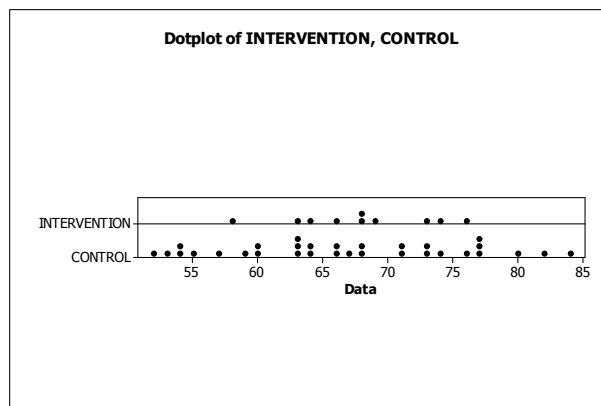 Dotplot of INTERVENTION, CONTROL
INTERVENTION
CONTROL
55 60 65 70 75 80 85
Data